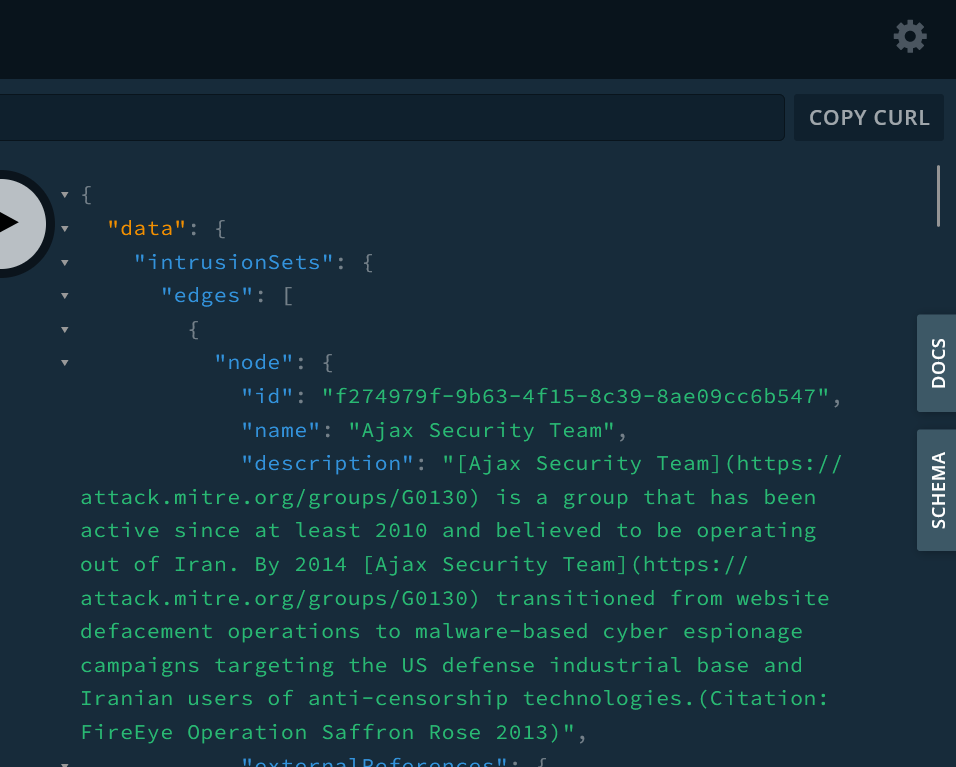 COPY CURL
{
"data": {
"intrusionSets": {
"edges": [
{
"node": {
"id": "f274979f-9b63-4f15-8c39-8ae09cc6b547",
"name": "Ajax Security Team",
"description": "[Ajax Security Team](https://
attack.mitre.org/groups/G0130) is a group that has been
active since at least 2010 and believed to be operating
out of Iran. By 2014 [Ajax Security Team](https://
attack.mitre.org/groups/G0130) transitioned from website
defacement operations to malware-based cyber espionage
campaigns targeting the US defense industrial base and
Iranian users of anti-censorship technologies.(Citation:
FireEye Operation Saffron Rose 2013)",
"externalReferences": {
DOCS
SCHEMA